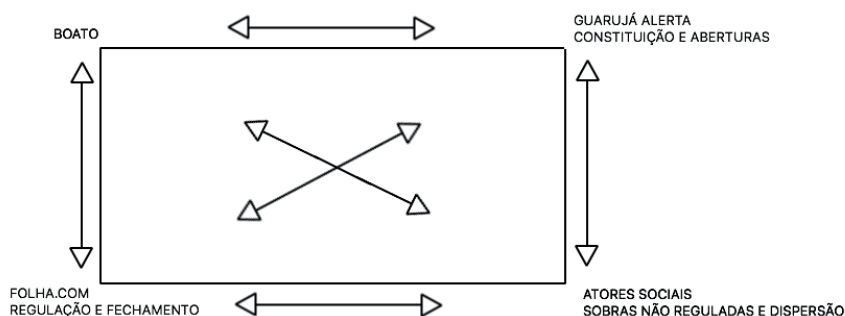 BOATO
GUARUJÁ ALERTA
CONSTITUIÇÃO E ABERTURAS
FOLHA.COM
REGULAÇÃO E FECHAMENTO
ATORES SOCIAIS
SOBRAS NÃO REGULADAS E DISPERSÃO